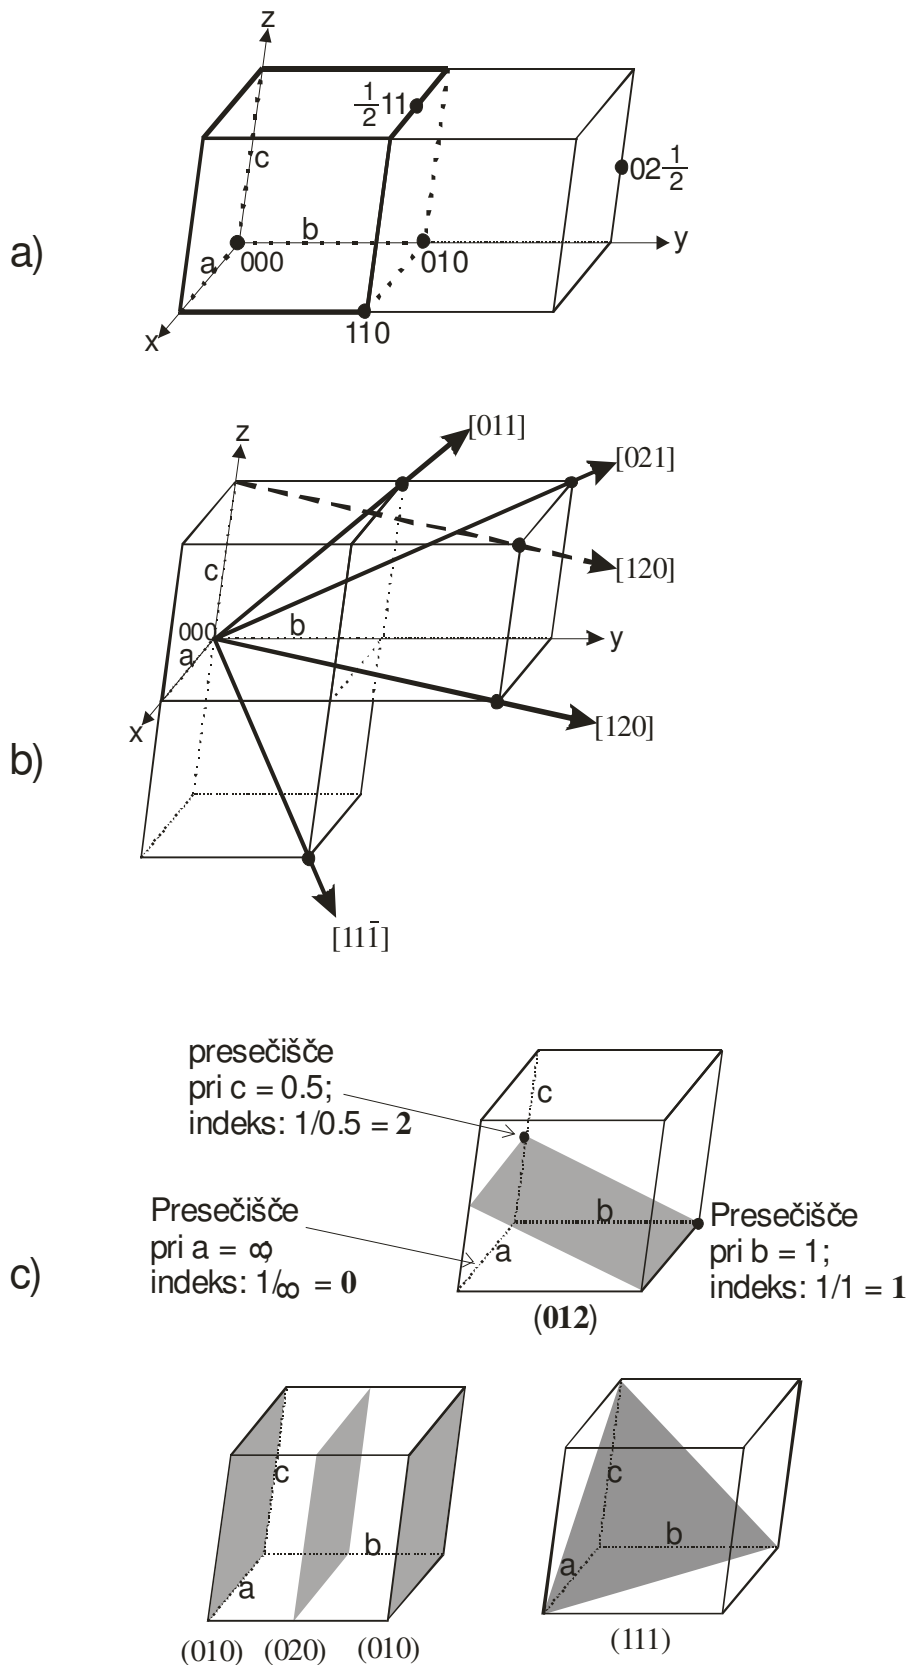 z
½11
c
02½
b
y
a)
a
000
010
110
x
[011]
z
[021]
c
[120]
000
b
y
a
x
[120]
b)
[111̄]
presečišče
pri c = 0.5;
indeks: 1/0.5 = 2
c
Presečišče
pri a = ∞;
indeks: 1/∞ = 0
b
a
Presečišče
pri b = 1;
indeks: 1/1 = 1
c)
(012)
c
b
a
(010) (020) (010)
c
b
a
(111)